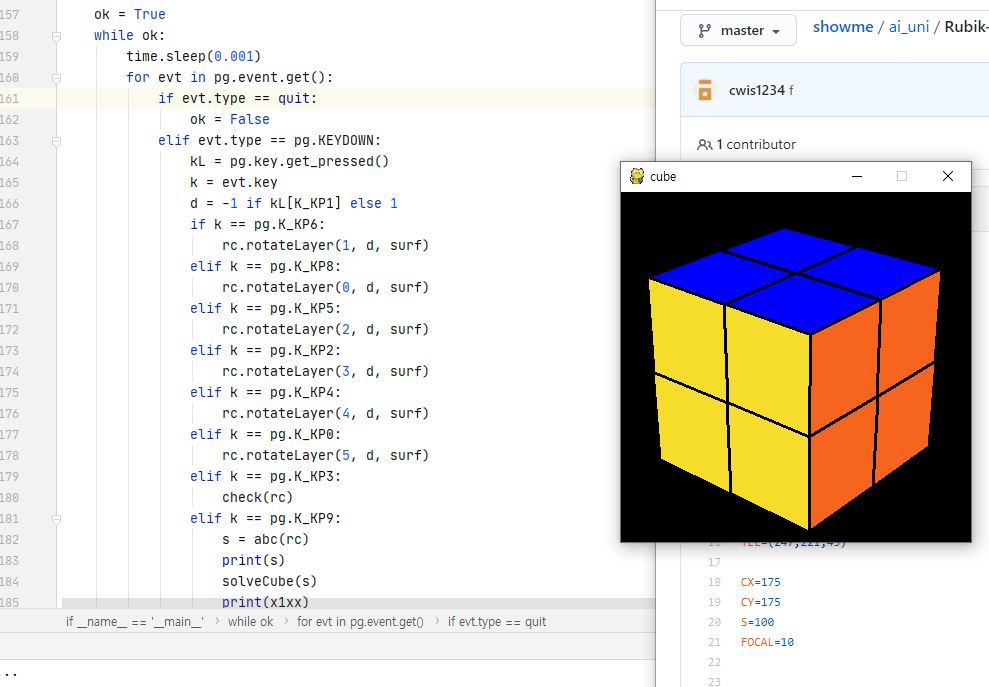 157 ok = True
158 while ok:
159 time.sleep(0.001)
160 for evt in pg.event.get():
161 if evt.type == quit:
162 ok = False
163 elif evt.type == pg.KEYDOWN:
164 kL = pg.key.get_pressed()
165 k = evt.key
166 d = -1 if kL[K_KP1] else 1
167 if k == pg.K_KP6:
168 rc.rotateLayer(1, d, surf)
169 elif k == pg.K_KP8:
170 rc.rotateLayer(0, d, surf)
171 elif k == pg.K_KP5:
172 rc.rotateLayer(2, d, surf)
173 elif k == pg.K_KP2:
174 rc.rotateLayer(3, d, surf)
175 elif k == pg.K_KP4:
176 rc.rotateLayer(4, d, surf)
177 elif k == pg.K_KP0:
178 rc.rotateLayer(5, d, surf)
179 elif k == pg.K_KP3:
180 check(rc)
181 elif k == pg.K_KP9:
182 s = abc(rc)
183 print(s)
184 solveCube(s)
185 print(x1xx)
if __name__ == '__main__' › while ok › for evt in pg.event.get() › if evt.type == quit
..
master
showme / ai_uni / Rubik-
cwis1234 f
1 contributor
cube
17
18 CX=175
19 CY=175
20 S=100
21 FOCAL=10
22
23